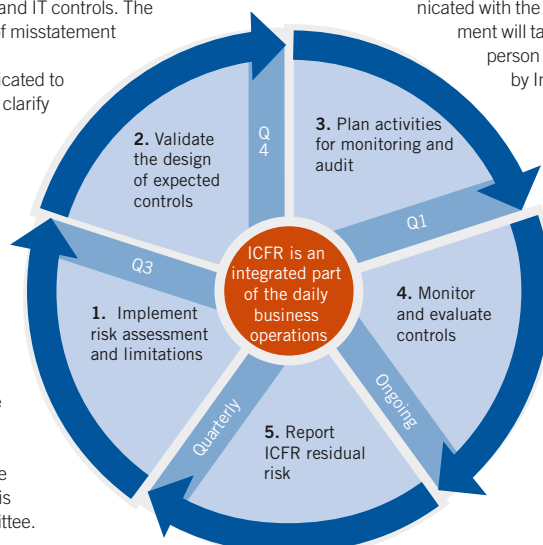 and IT controls. The
of misstatement
icated to
clarify
nicated with the
ment will ta
person
by In
2. Validate
the design
of expected
controls
Q
4
3. Plan activities
for monitoring and
audit
Q1
Q3
ICFR is an
integrated part
of the daily
business
operations
1. Implement
risk assessment
and limitations
4. Monitor
and evaluate
controls
Ongoing
Quarterly
5. Report
ICFR residual
risk
e
e
is
ttee.